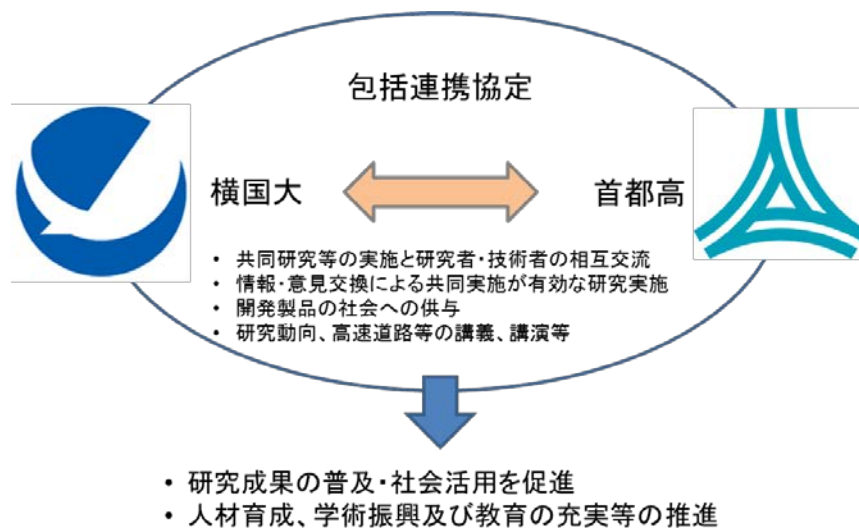 包括連携協定
横国大
首都高
• 共同研究等の実施と研究者・技術者の相互交流
• 情報・意見交換による共同実施が有効な研究実施
• 開発製品の社会への供与
• 研究動向、高速道路等の講義、講演等
• 研究成果の普及・社会活用を促進
• 人材育成、学術振興及び教育の充実等の推進